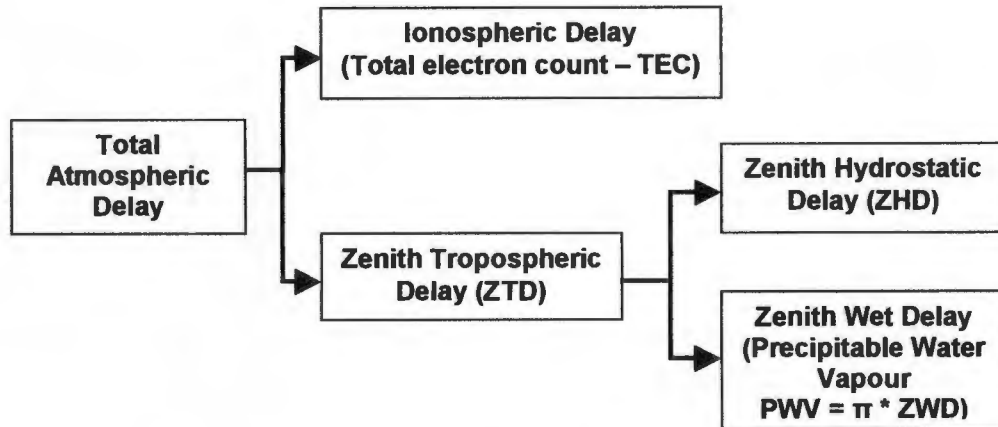 Total
Atmospheric
Delay
Ionospheric Delay
(Total electron count – TEC)
Zenith Tropospheric
Delay (ZTD)
Zenith Hydrostatic
Delay (ZHD)
Zenith Wet Delay
(Precipitable Water
Vapour
PWV = π * ZWD)